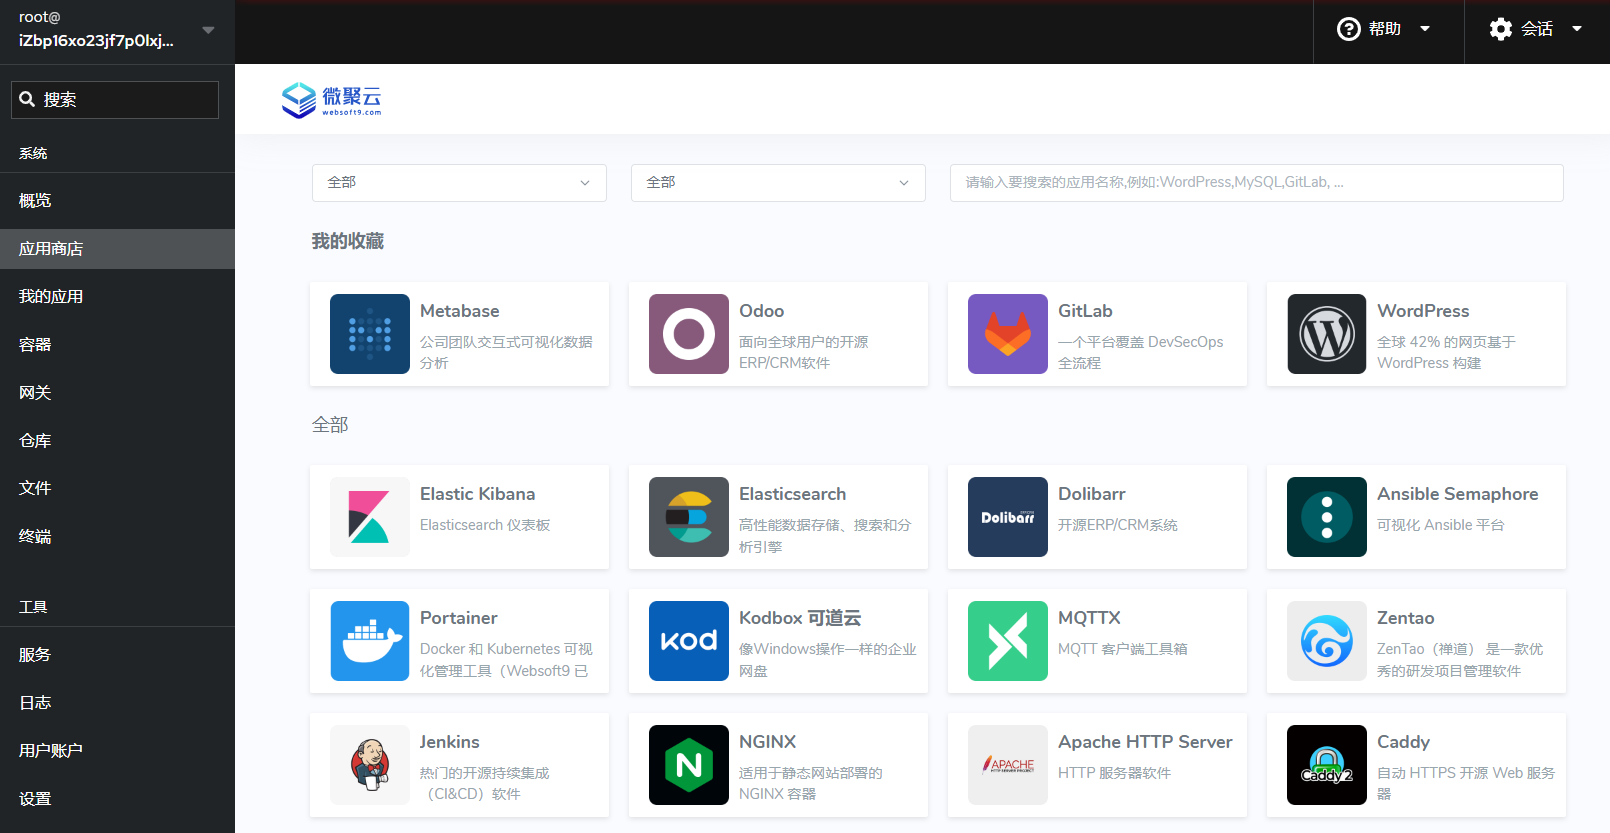 root@
iZbp16xo23jf7p0lxj...
搜索
系统
概览
应用商店
我的应用
容器
网关
仓库
文件
终端
工具
服务
日志
用户账户
设置
帮助
会话
微聚云
websoft9.com
全部
全部
请输入要搜索的应用名称,例如:WordPress,MySQL,GitLab, ...
我的收藏
Metabase
公司团队交互式可视化数据
分析
Odoo
面向全球用户的开源
ERP/CRM软件
GitLab
一个平台覆盖 DevSecOps
全流程
WordPress
全球 42% 的网页基于
WordPress 构建
全部
Elastic Kibana
Elasticsearch 仪表板
Elasticsearch
高性能数据存储、搜索和分
析引擎
Dolibarr
Dolibarr
开源ERP/CRM系统
Ansible Semaphore
可视化 Ansible 平台
Portainer
Docker 和 Kubernetes 可视
化管理工具（Websoft9 已
kod
Kodbox 可道云
像Windows操作一样的企业
网盘
MQTTX
MQTT 客户端工具箱
Zentao
ZenTao（禅道） 是一款优
秀的研发项目管理软件
Jenkins
热门的开源持续集成
（CI&CD）软件
N
NGINX
适用于静态网站部署的
NGINX 容器
APACHE
HTTP SERVER PROJECT
Apache HTTP Server
HTTP 服务器软件
Caddy 2
Caddy
自动 HTTPS 开源 Web 服务
器